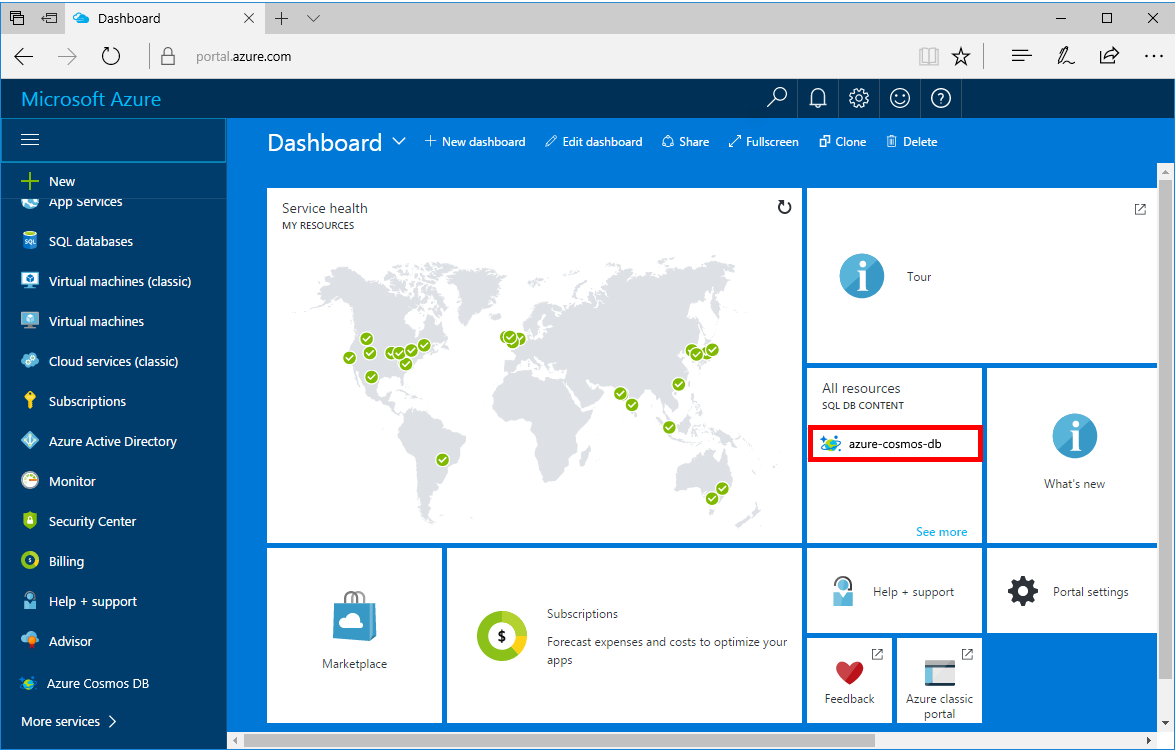 Dashboard
portal.azure.com
Microsoft Azure
Dashboard
New dashboard
Edit dashboard
Share
Fullscreen
Clone
Delete
New
App Services
SQL databases
Virtual machines (classic)
Virtual machines
Cloud services (classic)
Subscriptions
Azure Active Directory
Monitor
Security Center
Billing
Help + support
Advisor
Azure Cosmos DB
More services
Service health
MY RESOURCES
Tour
All resources
SQL DB CONTENT
azure-cosmos-db
See more
What's new
Marketplace
$
Subscriptions
Forecast expenses and costs to optimize your
apps
Help + support
Portal settings
Feedback
Azure classic
portal